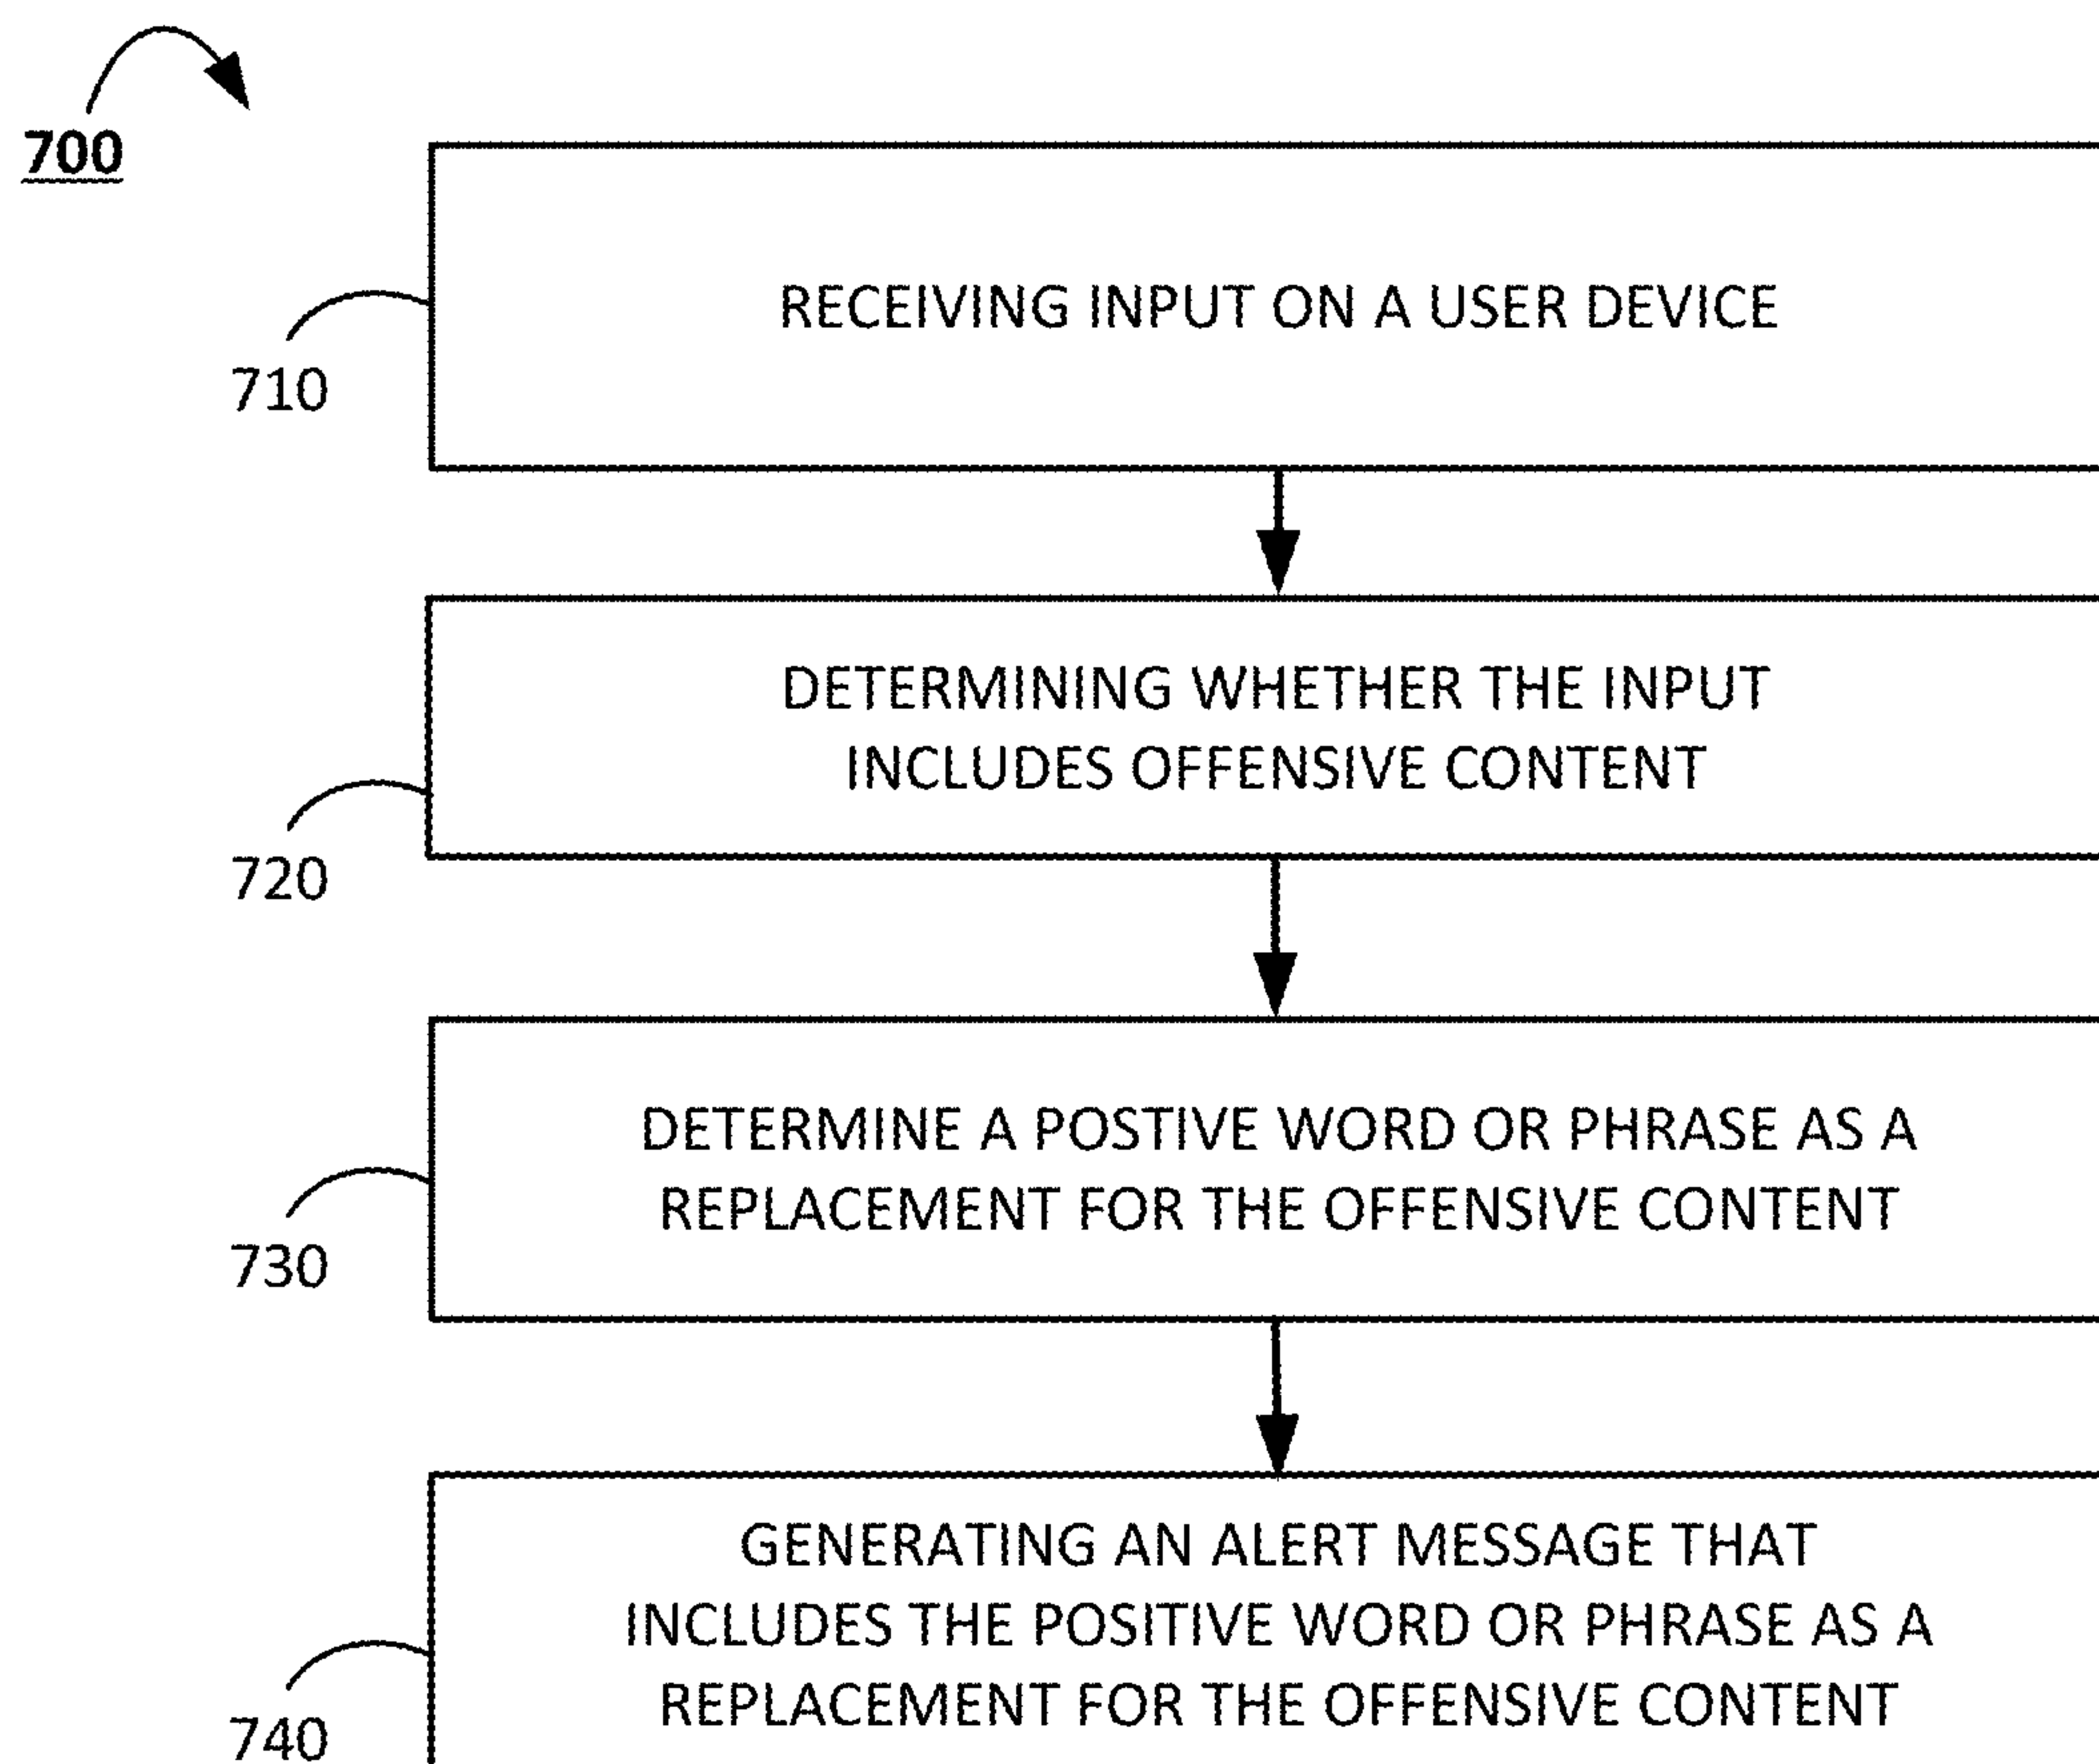 700
RECEIVING INPUT ON A USER DEVICE
710
DETERMINING WHETHER THE INPUT
INCLUDES OFFENSIVE CONTENT
720
DETERMINE A POSTIVE WORD OR PHRASE AS A
REPLACEMENT FOR THE OFFENSIVE CONTENT
730
GENERATING AN ALERT MESSAGE THAT
INCLUDES THE POSITIVE WORD OR PHRASE AS A
REPLACEMENT FOR THE OFFENSIVE CONTENT
740